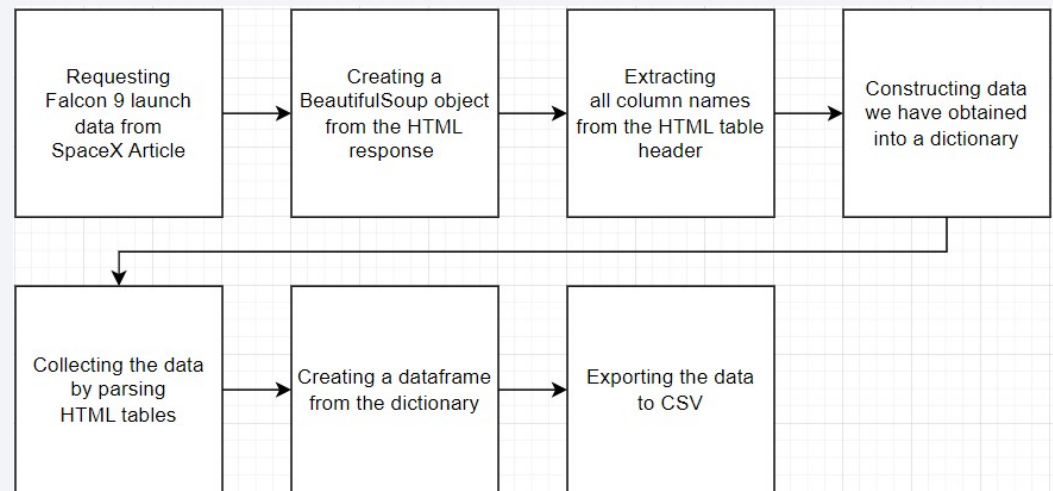 Requesting
Falcon 9 launch
data from
SpaceX Article
Creating a
BeautifulSoup object
from the HTML
response
Extracting
all column names
from the HTML table
header
Constructing data
we have obtained
into a dictionary
Collecting the data
by parsing
HTML tables
Creating a dataframe
from the dictionary
Exporting the data
to CSV